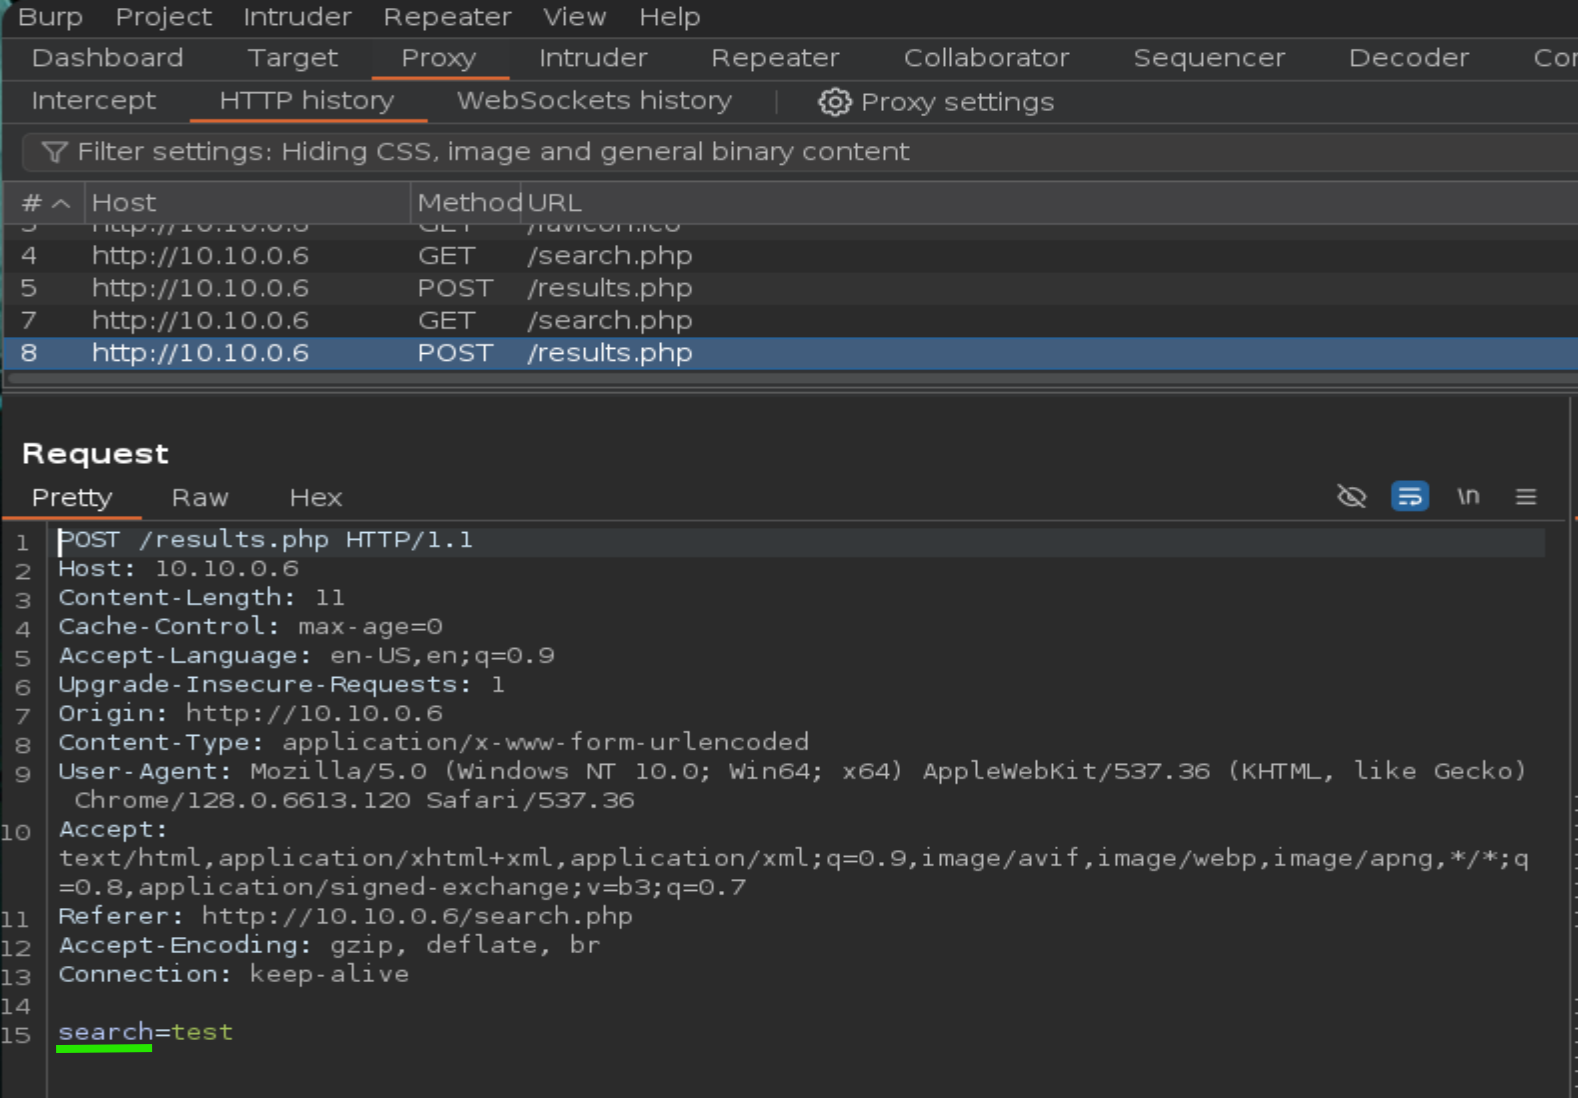 Burp Project Intruder Repeater View Help
Dashboard Target Proxy Intruder Repeater Collaborator Sequencer Decoder
Intercept HTTP history WebSockets history Proxy settings
Filter settings: Hiding CSS, image and general binary content
# Host Method URL
4 http://10.10.0.6 GET /search.php
5 http://10.10.0.6 POST /results.php
7 http://10.10.0.6 GET /search.php
8 http://10.10.0.6 POST /results.php
Request
Pretty Raw Hex \n
1 POST /results.php HTTP/1.1
2 Host: 10.10.0.6
3 Content-Length: 11
4 Cache-Control: max-age=0
5 Accept-Language: en-US,en;q=0.9
6 Upgrade-Insecure-Requests: 1
7 Origin: http://10.10.0.6
8 Content-Type: application/x-www-form-urlencoded
9 User-Agent: Mozilla/5.0 (Windows NT 10.0; Win64; x64) AppleWebKit/537.36 (KHTML, like Gecko)
Chrome/128.0.6613.120 Safari/537.36
10 Accept:
text/html,application/xhtml+xml,application/xml;q=0.9,image/avif,image/webp,image/apng,*/*;q
=0.8,application/signed-exchange;v=b3;q=0.7
11 Referer: http://10.10.0.6/search.php
12 Accept-Encoding: gzip, deflate, br
13 Connection: keep-alive
14
15 search=test